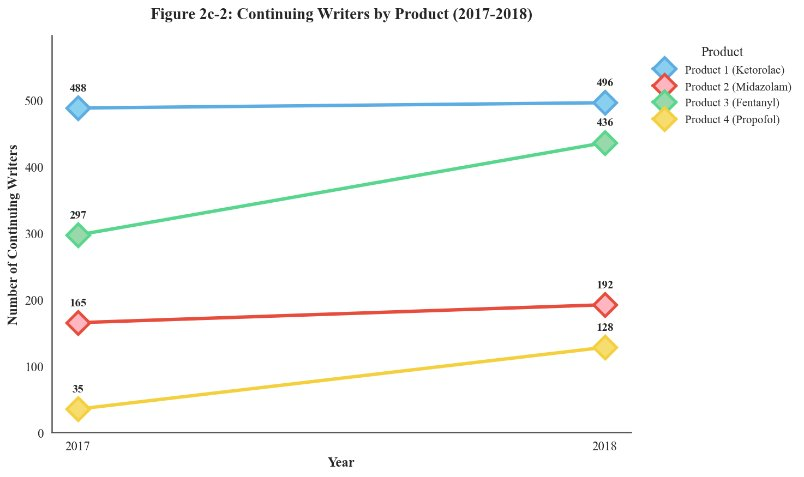 Figure 2c-2: Continuing Writers by Product (2017-2018)
Product
Product 1 (Ketorolac)
Product 2 (Midazolam)
Product 3 (Fentanyl)
Product 4 (Propofol)
Number of Continuing Writers
500
400
300
200
100
0
488
496
436
297
165
192
128
35
2017
2018
Year